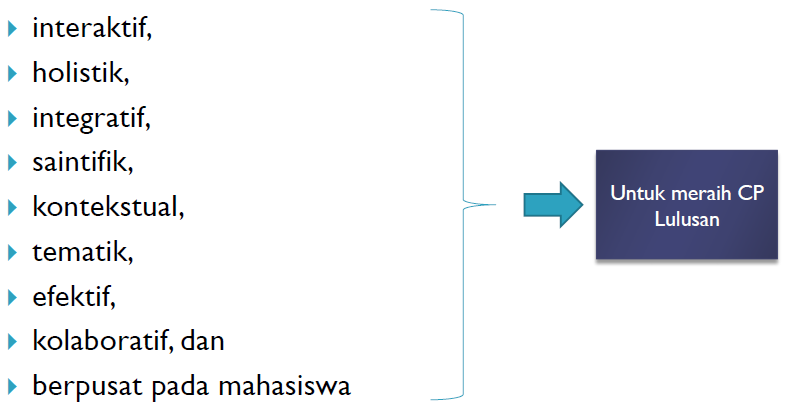 interaktif,
holistik,
integratif,
saintifik,
kontekstual,
tematik,
efektif,
kolaboratif, dan
berpusat pada mahasiswa
Untuk meraih CP
Lulusan